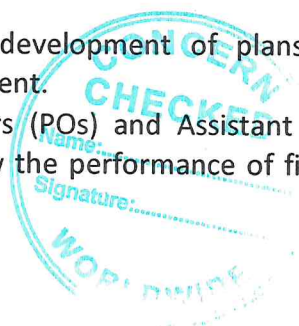 development of plans
ent.
rs (POs) and Assistant
y the performance of fi
CONCERN
CHECKED
Name:
Signature:
WORLDWIDE